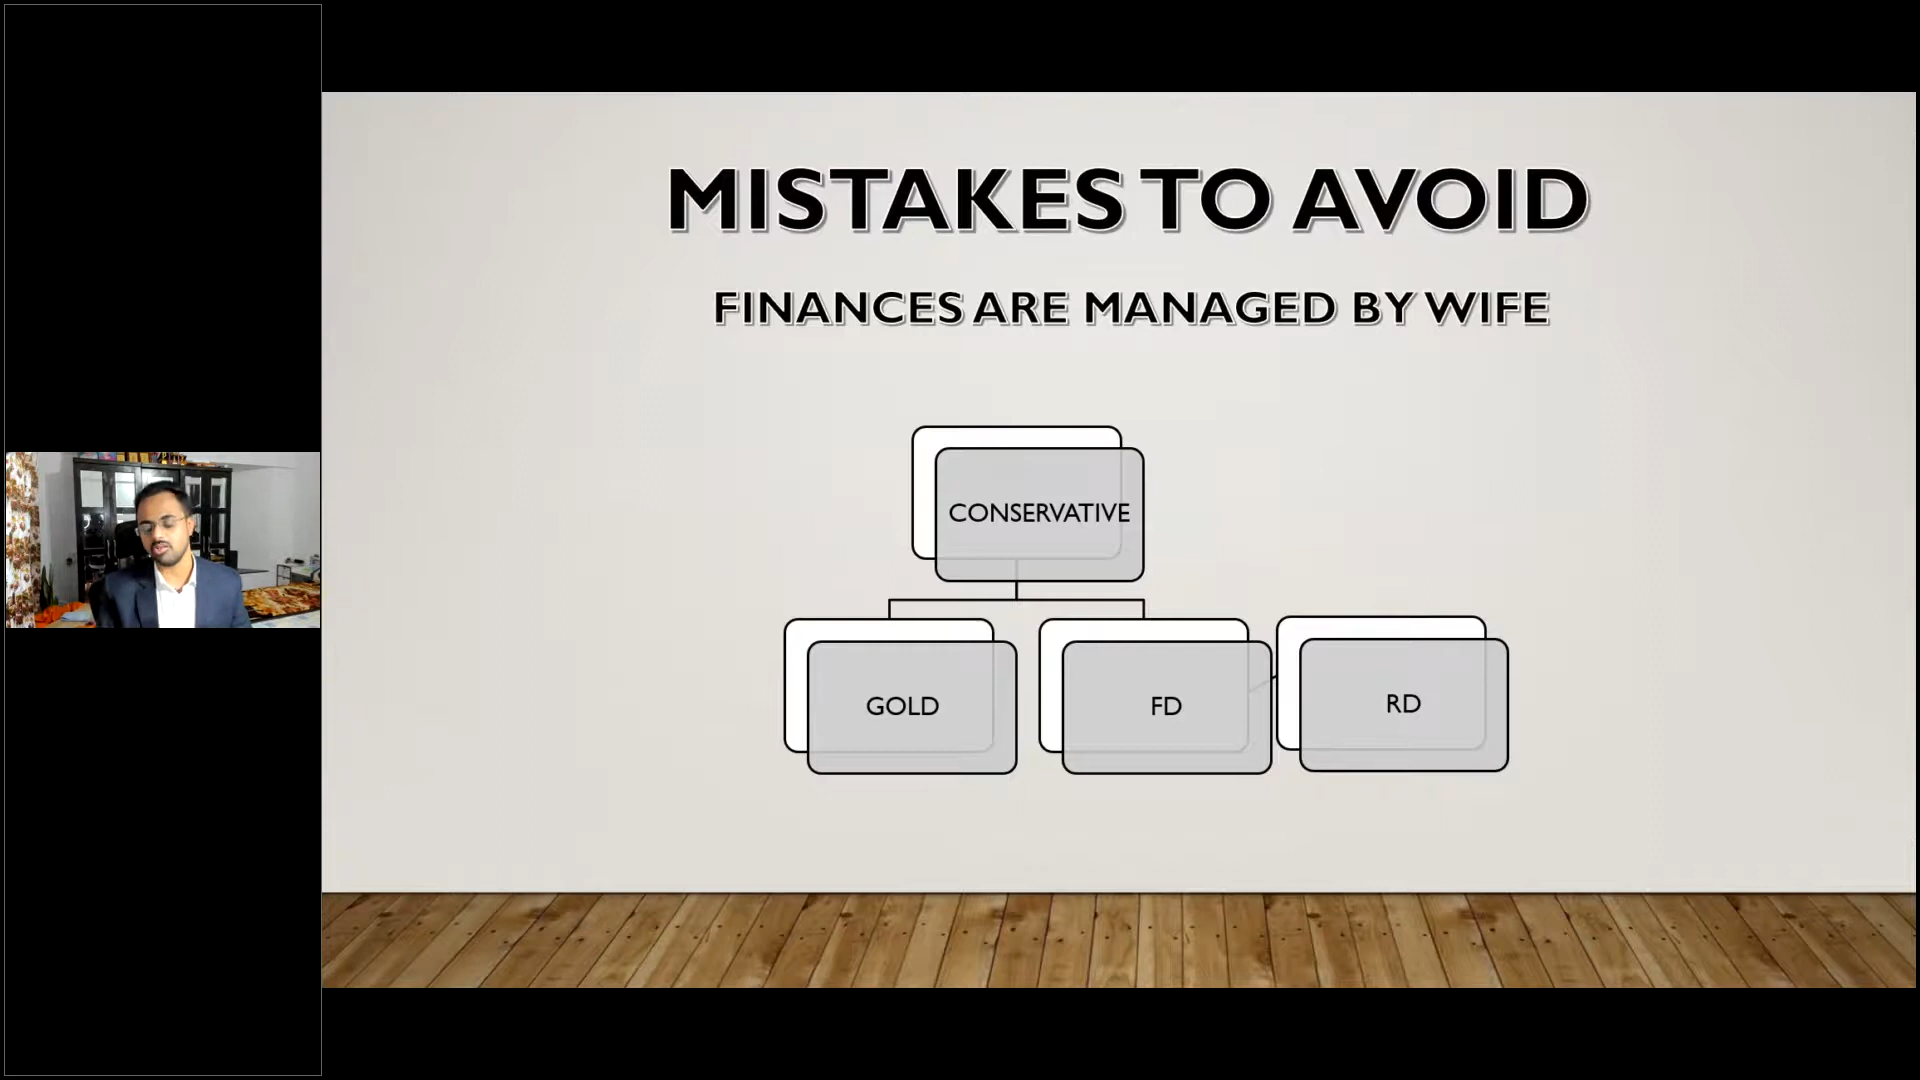 MISTAKES TO AVOID
FINANCES ARE MANAGED BY WIFE
CONSERVATIVE
GOLD
FD
RD